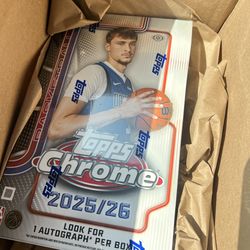 TOPPS
TOPPS
TOPPS
Topps
Chrome
2025/26
LOOK FOR
1 AUTOGRAPH* PER BOX